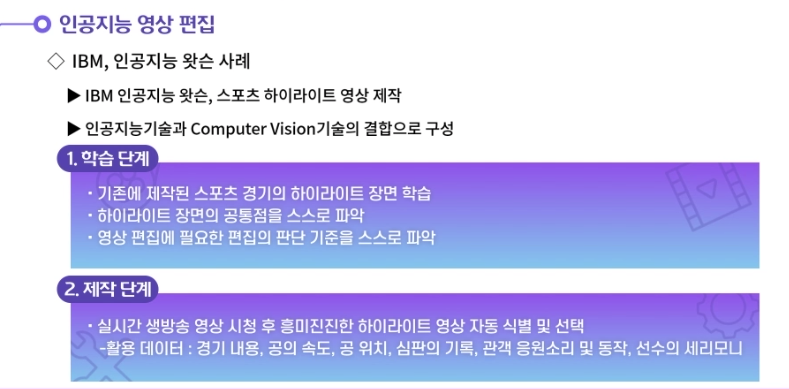 인공지능 영상 편집
◇ IBM, 인공지능 왓슨 사례
▶ IBM 인공지능 왓슨, 스포츠 하이라이트 영상 제작
▶ 인공지능기술과 Computer Vision기술의 결합으로 구성
1. 학습 단계
· 기존에 제작된 스포츠 경기의 하이라이트 장면 학습
· 하이라이트 장면의 공통점을 스스로 파악
· 영상 편집에 필요한 편집의 판단 기준을 스스로 파악
2. 제작 단계
· 실시간 생방송 영상 시청 후 흥미진진한 하이라이트 영상 자동 식별 및 선택
-활용 데이터 : 경기 내용, 공의 속도, 공 위치, 심판의 기록, 관객 응원소리 및 동작, 선수의 세리모니